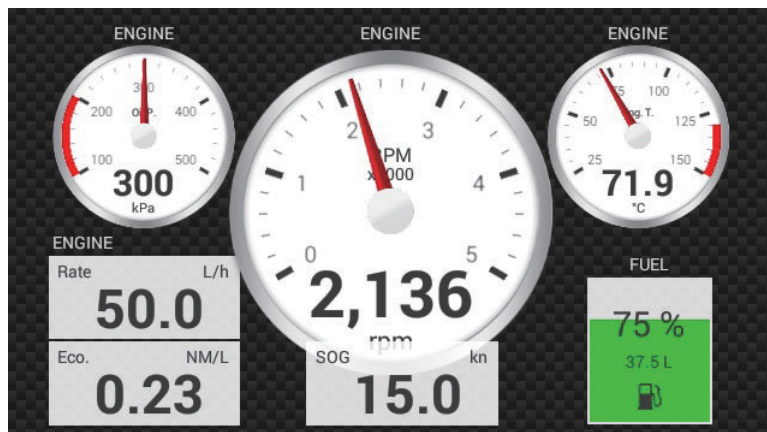 ENGINE
100
200
300
400
500
300
kPa
ENGINE
0
1
2
3
4
5
x1000
2,136
rpm
ENGINE
25
50
75
100
125
150
71.9
°C
ENGINE
Rate L/h
50.0
Eco. NM/L
0.23
SOG kn
15.0
FUEL
75 %
37.5 L